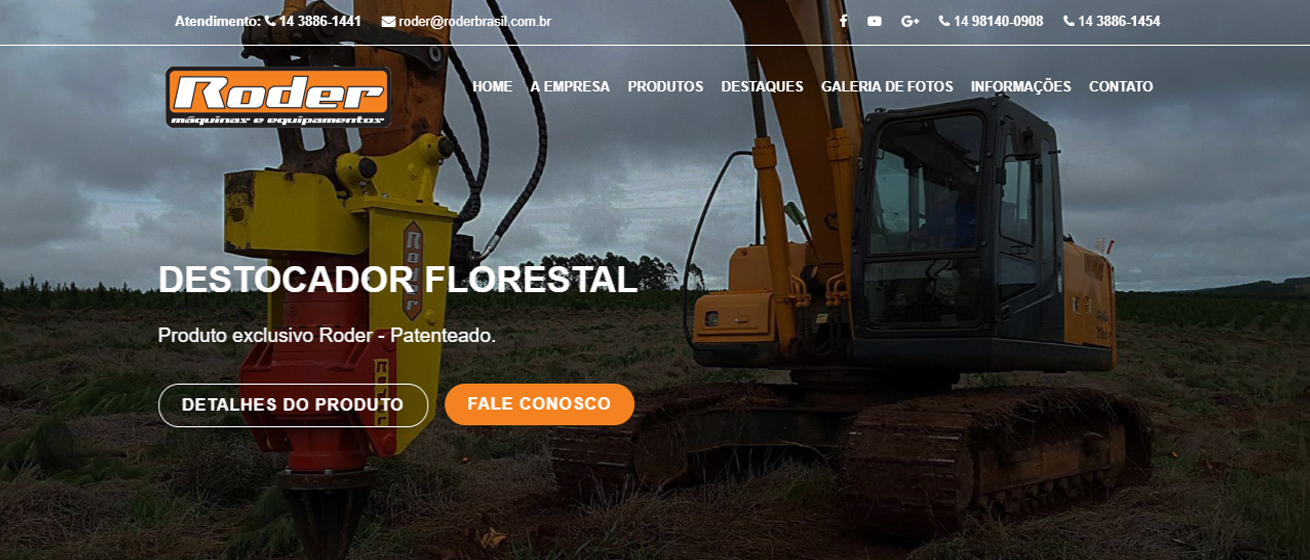 Atendimento: 14 3886-1441 roder@roderbrasil.com.br 14 98140-0908 14 3886-1454
Roder
máquinas e equipamentos
HOME A EMPRESA PRODUTOS DESTAQUES GALERIA DE FOTOS INFORMAÇÕES CONTATO
Roder
DESTOCADOR FLORESTAL
Produto exclusivo Roder - Patenteado.
DETALHES DO PRODUTO FALE CONOSCO